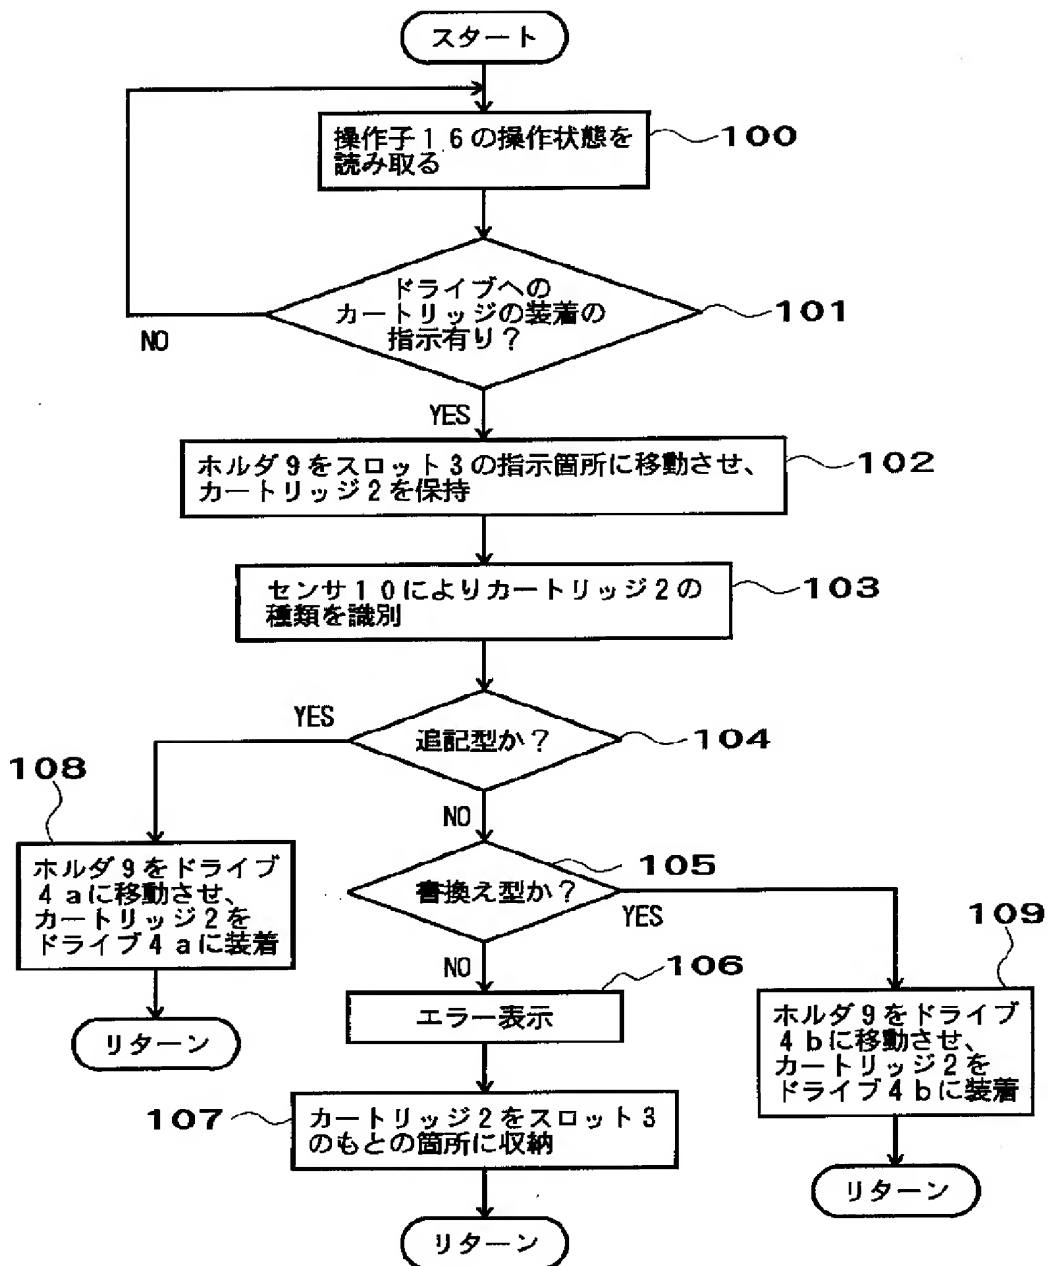 スタート
操作子１６の操作状態を
読み取る
100
ドライブへの
カートリッジの装着の
指示有り？
101
NO
YES
ホルダ９をスロット３の指示箇所に移動させ、
カートリッジ２を保持
102
センサ１０によりカートリッジ２の
種類を識別
103
YES
追記型か？
104
108
NO
ホルダ９をドライブ
４ａに移動させ、
カートリッジ２を
ドライブ４ａに装着
書換え型か？
105
YES
109
NO
106
エラー表示
ホルダ９をドライブ
４ｂに移動させ、
カートリッジ２を
ドライブ４ｂに装着
リターン
107
カートリッジ２をスロット３
のもとの箇所に収納
リターン
リターン